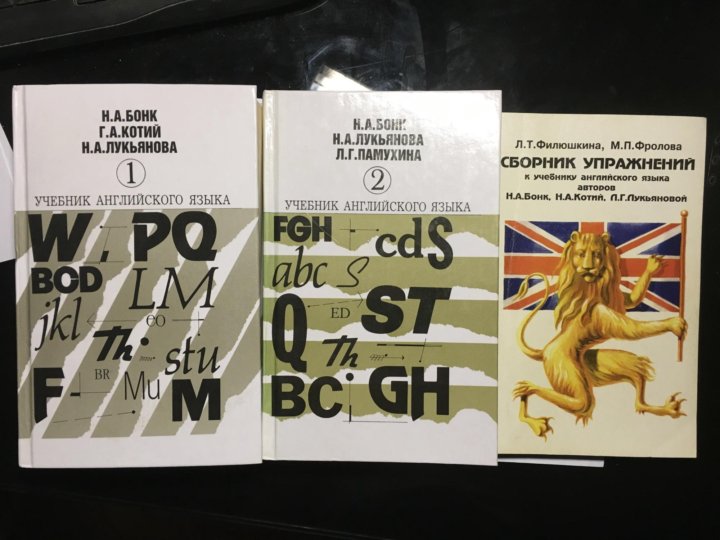 Н.А.БОНК
Г.А.КОТИЙ
Н.А.ЛУКЬЯНОВА
1
УЧЕБНИК АНГЛИЙСКОГО ЯЗЫКА
W.PQ
BCD
LM
jkl
eo
Th
stu
BR
F
Mu
M
Н.А.БОНК
Н.А.ЛУКЬЯНОВА
Л.Г.ПАМУХИНА
2
УЧЕБНИК АНГЛИЙСКОГО ЯЗЫКА
FGH
cdS
abc
S
Q
ED
ST
Th
BC
GH
Л.Т.Филюшкина, М.П.Фролова
СБОРНИК УПРАЖНЕНИЙ
к учебнику английского языка
авторов
Н.А.Бонк, Н.А.Котий, Л.Г.Лукьяновой